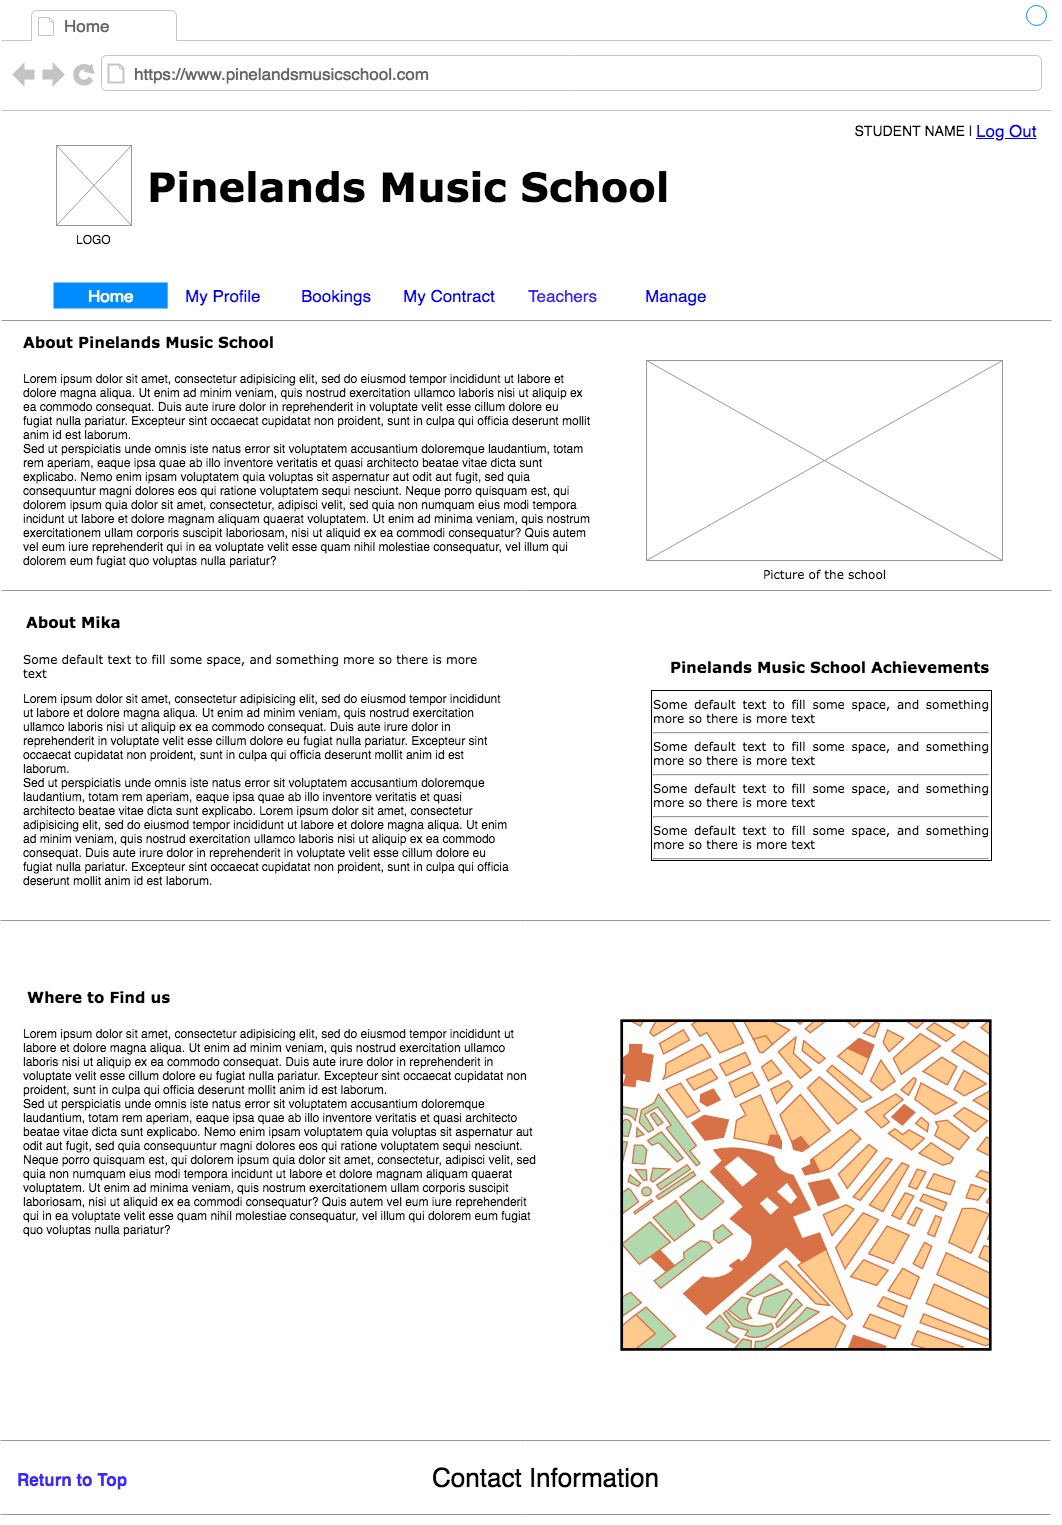 Home
https://www.pinelandsmusicschool.com
STUDENT NAME | Log Out
Pinelands Music School
LOGO
Home My Profile Bookings My Contract Teachers Manage
About Pinelands Music School
Lorem ipsum dolor sit amet, consectetur adipisicing elit, sed do eiusmod tempor incididunt ut labore et
dolore magna aliqua. Ut enim ad minim veniam, quis nostrud exercitation ullamco laboris nisi ut aliquip ex
ea commodo consequat. Duis aute irure dolor in reprehenderit in voluptate velit esse cillum dolore eu
fugiat nulla pariatur. Excepteur sint occaecat cupidatat non proident, sunt in culpa qui officia deserunt mollit
anim id est laborum.
Sed ut perspiciatis unde omnis iste natus error sit voluptatem accusantium doloremque laudantium, totam
rem aperiam, eaque ipsa quae ab illo inventore veritatis et quasi architecto beatae vitae dicta sunt
explicabo. Nemo enim ipsam voluptatem quia voluptas sit aspernatur aut odit aut fugit, sed quia
consequuntur magni dolores eos qui ratione voluptatem sequi nesciunt. Neque porro quisquam est, qui
dolorem ipsum quia dolor sit amet, consectetur, adipisci velit, sed quia non numquam eius modi tempora
incidunt ut labore et dolore magnam aliquam quaerat voluptatem. Ut enim ad minima veniam, quis nostrum
exercitationem ullam corporis suscipit laboriosam, nisi ut aliquid ex ea commodi consequatur? Quis autem
vel eum iure reprehenderit qui in ea voluptate velit esse quam nihil molestiae consequatur, vel illum qui
dolorem eum fugiat quo voluptas nulla pariatur?
Picture of the school
About Mika
Some default text to fill some space, and something more so there is more
text
Lorem ipsum dolor sit amet, consectetur adipisicing elit, sed do eiusmod tempor incididunt
ut labore et dolore magna aliqua. Ut enim ad minim veniam, quis nostrud exercitation
ullamco laboris nisi ut aliquip ex ea commodo consequat. Duis aute irure dolor in
reprehenderit in voluptate velit esse cillum dolore eu fugiat nulla pariatur. Excepteur sint
occaecat cupidatat non proident, sunt in culpa qui officia deserunt mollit anim id est
laborum.
Sed ut perspiciatis unde omnis iste natus error sit voluptatem accusantium doloremque
laudantium, totam rem aperiam, eaque ipsa quae ab illo inventore veritatis et quasi
architecto beatae vitae dicta sunt explicabo. Lorem ipsum dolor sit amet, consectetur
adipisicing elit, sed do eiusmod tempor incididunt ut labore et dolore magna aliqua. Ut enim
ad minim veniam, quis nostrud exercitation ullamco laboris nisi ut aliquip ex ea commodo
consequat. Duis aute irure dolor in reprehenderit in voluptate velit esse cillum dolore eu
fugiat nulla pariatur. Excepteur sint occaecat cupidatat non proident, sunt in culpa qui officia
deserunt mollit anim id est laborum.
Pinelands Music School Achievements
Some default text to fill some space, and something
more so there is more text
Some default text to fill some space, and something
more so there is more text
Some default text to fill some space, and something
more so there is more text
Some default text to fill some space, and something
more so there is more text
Where to Find us
Lorem ipsum dolor sit amet, consectetur adipisicing elit, sed do eiusmod tempor incididunt ut
labore et dolore magna aliqua. Ut enim ad minim veniam, quis nostrud exercitation ullamco
laboris nisi ut aliquip ex ea commodo consequat. Duis aute irure dolor in reprehenderit in
voluptate velit esse cillum dolore eu fugiat nulla pariatur. Excepteur sint occaecat cupidatat non
proident, sunt in culpa qui officia deserunt mollit anim id est laborum.
Sed ut perspiciatis unde omnis iste natus error sit voluptatem accusantium doloremque
laudantium, totam rem aperiam, eaque ipsa quae ab illo inventore veritatis et quasi architecto
beatae vitae dicta sunt explicabo. Nemo enim ipsam voluptatem quia voluptas sit aspernatur aut
odit aut fugit, sed quia consequuntur magni dolores eos qui ratione voluptatem sequi nesciunt.
Neque porro quisquam est, qui dolorem ipsum quia dolor sit amet, consectetur, adipisci velit, sed
quia non numquam eius modi tempora incidunt ut labore et dolore magnam aliquam quaerat
voluptatem. Ut enim ad minima veniam, quis nostrum exercitationem ullam corporis suscipit
laboriosam, nisi ut aliquid ex ea commodi consequatur? Quis autem vel eum iure reprehenderit
qui in ea voluptate velit esse quam nihil molestiae consequatur, vel illum qui dolorem eum fugiat
quo voluptas nulla pariatur?
Return to Top
Contact Information